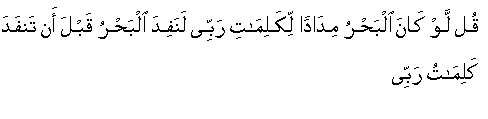 قُل لَّوْ كَانَ ٱلْبَحْرُ مِدَادًا لِّكَلِمَـٰتِ رَبِّى لَنَفِدَ ٱلْبَحْرُ قَبْلَ أَن تَنفَدَ
كَلِمَـٰتُ رَبِّى